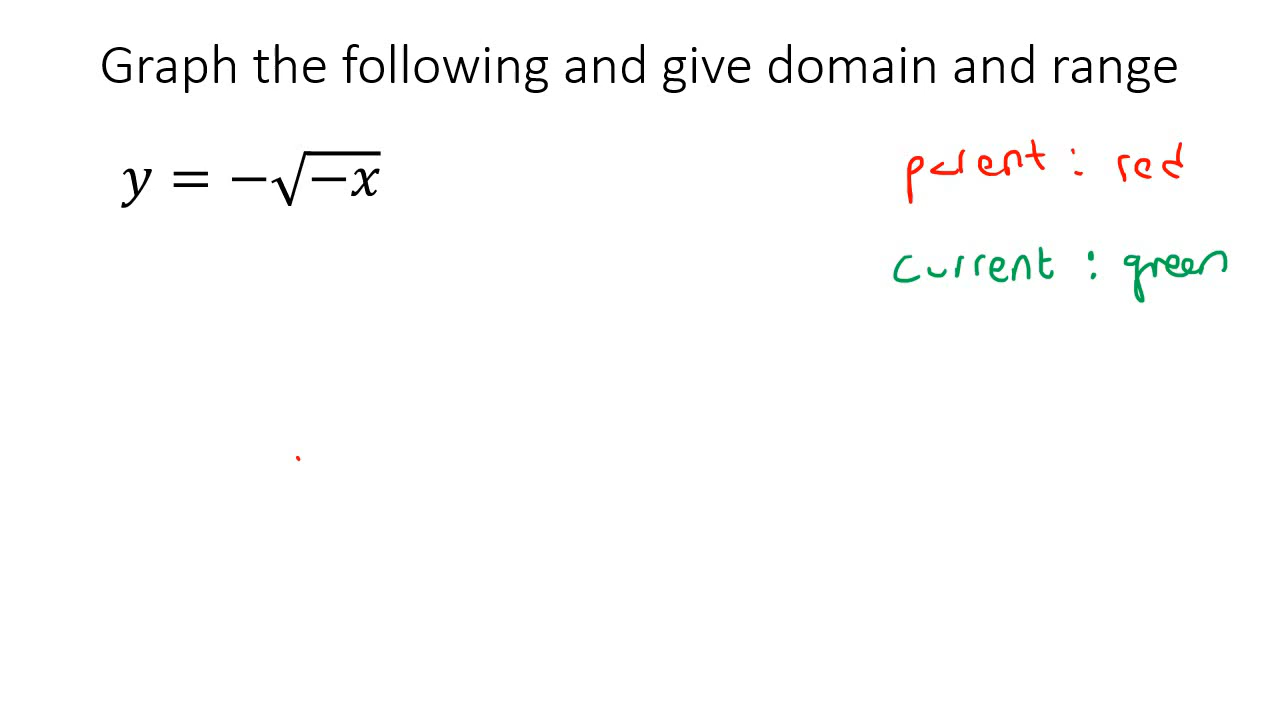 Graph the following and give domain and range
y = −√−x
parent : red
current : green